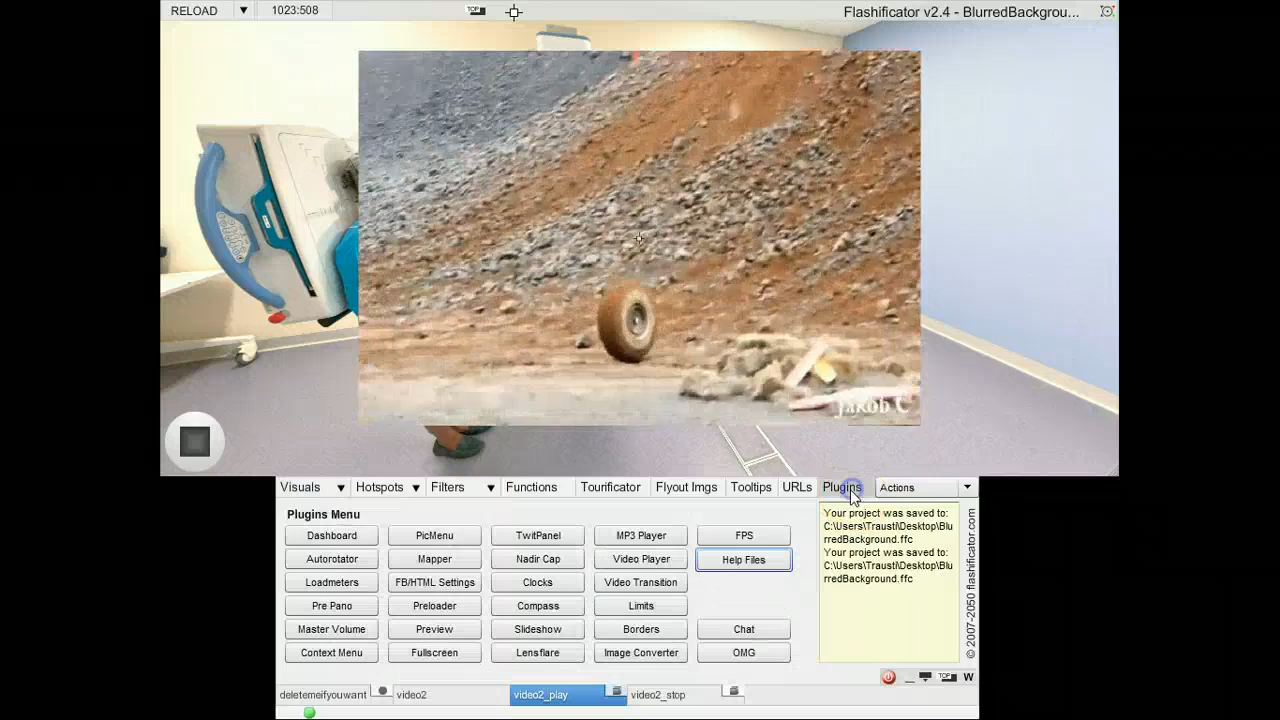 RELOAD 1023:508 TOP Flashificator v2.4 - BlurredBackgrou...
Jakob C
Visuals Hotspots Filters Functions Tourificator Flyout Imgs Tooltips URLs Plugins Actions
Plugins Menu
Dashboard PicMenu TwitPanel MP3 Player FPS
Autorotator Mapper Nadir Cap Video Player Help Files
Loadmeters FB/HTML Settings Clocks Video Transition
Pre Pano Preloader Compass Limits
Master Volume Preview Slideshow Borders Chat
Context Menu Fullscreen Lensflare Image Converter OMG
Your project was saved to:
C:\Users\Trausti\Desktop\Blu
rredBackground.ffc
Your project was saved to:
C:\Users\Trausti\Desktop\Blu
rredBackground.ffc
© 2007-2050 flashificator.com
TOP W
deletemeifyouwant video2 video2_play video2_stop